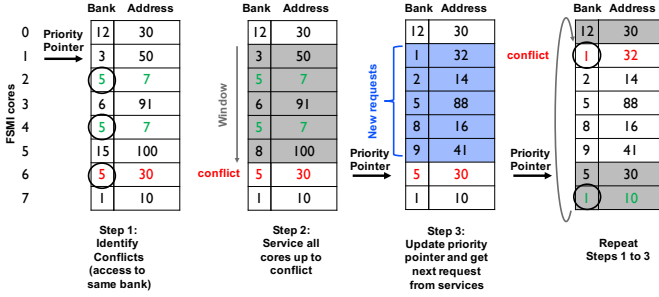 Bank Address
Bank Address
Bank Address
Bank Address
FSMI cores
0
1
2
3
4
5
6
7
Priority
Pointer
12 30
3 50
5 7
6 91
5 7
15 100
5 30
1 10
Step 1:
Identify
Conflicts
(access to
same bank)
Window
conflict
12 30
3 50
5 7
6 91
5 7
8 100
5 30
1 10
Step 2:
Service all
cores up to
conflict
New requests
Priority
Pointer
12 30
1 32
2 14
5 88
8 16
9 41
5 30
1 10
Step 3:
Update priority
pointer and get
next request
from services
conflict
Priority
Pointer
12 30
1 32
2 14
5 88
8 16
9 41
5 30
1 10
Repeat
Steps 1 to 3